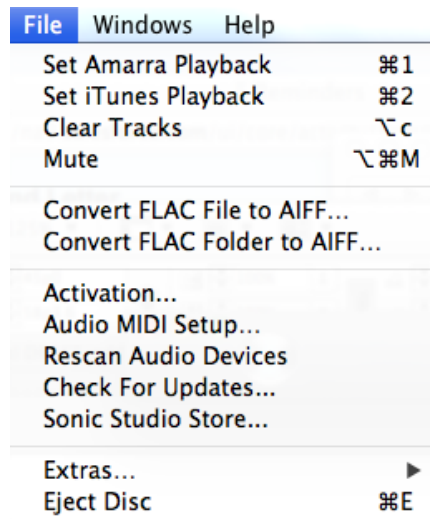 File Windows Help
Set Amarra Playback ⌘1
Set iTunes Playback ⌘2
Clear Tracks ⌥c
Mute ⌥⌘M
Convert FLAC File to AIFF...
Convert FLAC Folder to AIFF...
Activation...
Audio MIDI Setup...
Rescan Audio Devices
Check For Updates...
Sonic Studio Store...
Extras... ▶
Eject Disc ⌘E